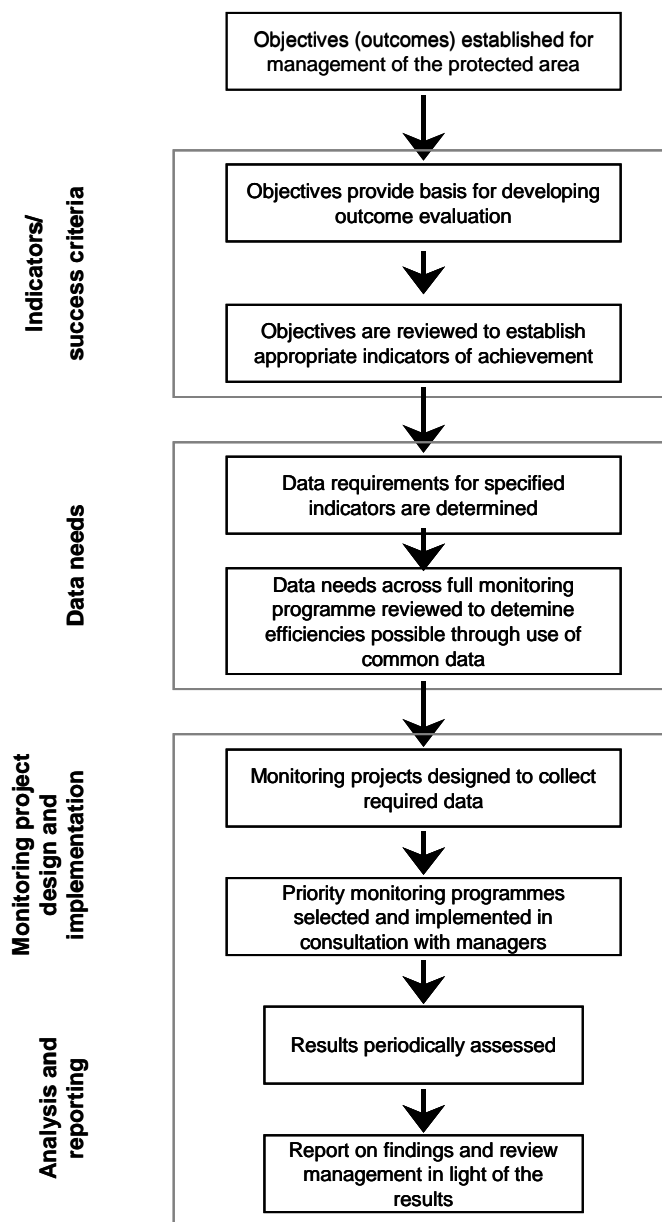 Objectives (outcomes) established for
management of the protected area
Indicators/
success criteria
Objectives provide basis for developing
outcome evaluation
Objectives are reviewed to establish
appropriate indicators of achievement
Data needs
Data requirements for specified
indicators are determined
Data needs across full monitoring
programme reviewed to detemine
efficiencies possible through use of
common data
Monitoring project
design and
implementation
Monitoring projects designed to collect
required data
Priority monitoring programmes
selected and implemented in
consultation with managers
Analysis and
reporting
Results periodically assessed
Report on findings and review
management in light of the
results